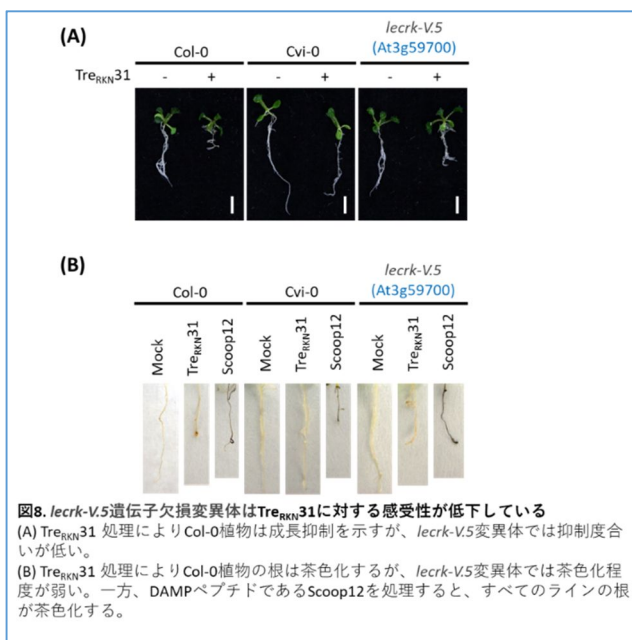 (A)
Col-0 Cvi-0 lecrk-V.5
(At3g59700)
TreRKN31 - + - + - +
(B)
lecrk-V.5
(At3g59700)
Col-0 Cvi-0
Mock TreRKN31 Scoop12 Mock TreRKN31 Scoop12 Mock TreRKN31 Scoop12
図8. lecrk-V.5遺伝子欠損変異体はTreRKN31に対する感受性が低下している
(A) TreRKN31 処理によりCol-0植物は成長抑制を示すが、lecrk-V.5変異体では抑制度合
いが低い。
(B) TreRKN31 処理によりCol-0植物の根は茶色化するが、lecrk-V.5変異体では茶色化程
度が弱い。一方、DAMPペプチドであるScoop12を処理すると、すべてのラインの根
が茶色化する。